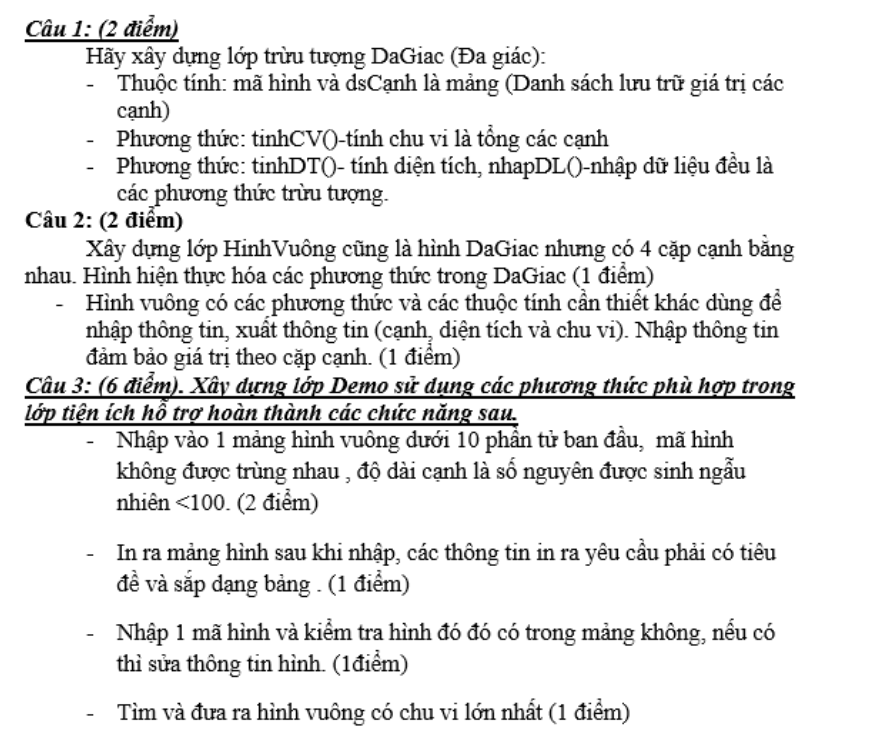 Câu 1: (2 điểm)
Hãy xây dựng lớp trừu tượng DaGiac (Đa giác):
- Thuộc tính: mã hình và dsCạnh là mảng (Danh sách lưu trữ giá trị các
cạnh)
- Phương thức: tinhCV()-tính chu vi là tổng các cạnh
- Phương thức: tinhDT()- tính diện tích, nhapDL()-nhập dữ liệu đều là
các phương thức trừu tượng.
Câu 2: (2 điểm)
Xây dựng lớp HinhVuông cũng là hình DaGiac nhưng có 4 cặp cạnh bằng
nhau. Hình hiện thực hóa các phương thức trong DaGiac (1 điểm)
- Hình vuông có các phương thức và các thuộc tính cần thiết khác dùng để
nhập thông tin, xuất thông tin (cạnh, diện tích và chu vi). Nhập thông tin
đảm bảo giá trị theo cặp cạnh. (1 điểm)
Câu 3: (6 điểm). Xây dựng lớp Demo sử dụng các phương thức phù hợp trong
lớp tiện ích hỗ trợ hoàn thành các chức năng sau.
- Nhập vào 1 mảng hình vuông dưới 10 phần tử ban đầu, mã hình
không được trùng nhau , độ dài cạnh là số nguyên được sinh ngẫu
nhiên <100. (2 điểm)
- In ra mảng hình sau khi nhập, các thông tin in ra yêu cầu phải có tiêu
đề và sắp dạng bảng . (1 điểm)
- Nhập 1 mã hình và kiểm tra hình đó đó có trong mảng không, nếu có
thì sửa thông tin hình. (1điểm)
- Tìm và đưa ra hình vuông có chu vi lớn nhất (1 điểm)